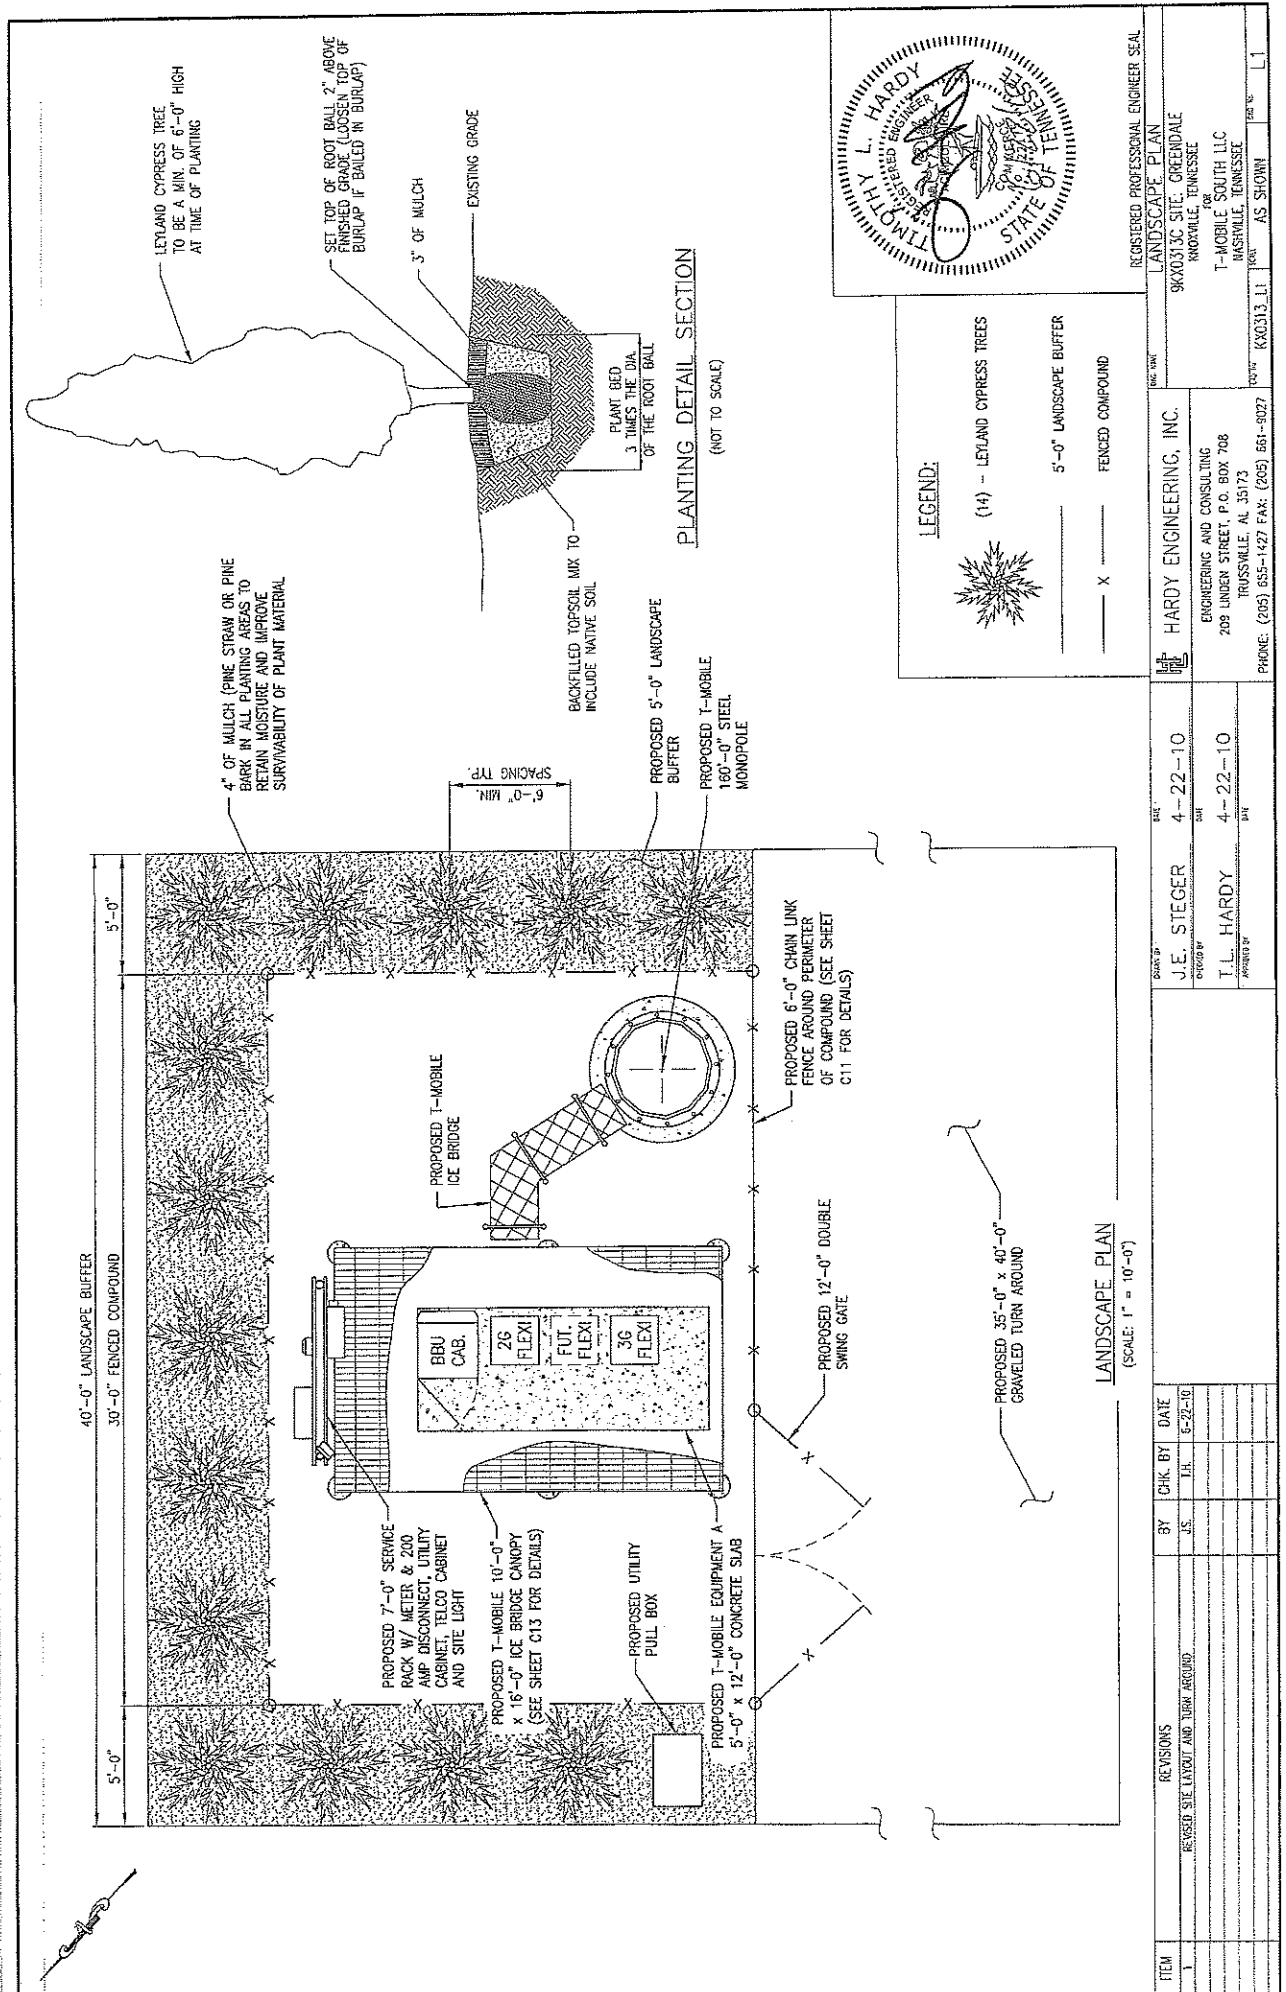 40'-0" LANDSCAPE BUFFER
30'-0" FENCED COMPOUND
5'-0"
5'-0"
4" OF MULCH (PINE STRAW OR PINE
BARK IN ALL PLANTING AREAS TO
RETAIN MOISTURE AND IMPROVE
SURVIVABILITY OF PLANT MATERIAL
6'-0" MIN.
SPACING TYP.
PROPOSED 5'-0" LANDSCAPE
BUFFER
PROPOSED T-MOBILE
160'-0" STEEL
MONOPOLE
PROPOSED T-MOBILE
ICE BRIDGE
BBU
CAB.
2G
FLEXI
FUT.
FLEXI
3G
FLEXI
PROPOSED 7'-0" SERVICE
RACK W/ METER & 200
AMP DISCONNECT, UTILITY
CABINET, TELCO CABINET
AND SITE LIGHT
PROPOSED T-MOBILE 10'-0"
x 16'-0" ICE BRIDGE CANOPY
(SEE SHEET C13 FOR DETAILS)
PROPOSED UTILITY
PULL BOX
PROPOSED T-MOBILE EQUIPMENT A
5'-0" x 12'-0" CONCRETE SLAB
PROPOSED 6'-0" CHAIN LINK
FENCE AROUND PERIMETER
OF COMPOUND (SEE SHEET
C11 FOR DETAILS)
PROPOSED 12'-0" DOUBLE
SWING GATE
PROPOSED 35'-0" x 40'-0"
GRAVELED TURN AROUND
LANDSCAPE PLAN
(SCALE: 1" = 10'-0")
LEYLAND CYPRESS TREE
TO BE A MIN. OF 6'-0" HIGH
AT TIME OF PLANTING
SET TOP OF ROOT BALL 2" ABOVE
FINISHED GRADE (LOOSEN TOP OF
BURLAP IF BALLED IN BURLAP)
3" OF MULCH
EXISTING GRADE
PLANT BED
3 TIMES THE DIA.
OF THE ROOT BALL
BACKFILLED TOPSOIL MIX TO
INCLUDE NATIVE SOIL
PLANTING DETAIL SECTION
(NOT TO SCALE)
LEGEND:
(14) - LEYLAND CYPRESS TREES
5'-0" LANDSCAPE BUFFER
X
FENCED COMPOUND
TIMOTHY L. HARDY
REGISTERED ENGINEER
COMMERCE
STATE OF TENNESSEE
REGISTERED PROFESSIONAL ENGINEER SEAL
ITEM REVISIONS BY CHK. BY DATE
1 REVISED SITE LAYOUT AND TURN AROUND J.S. T.H. 6-22-10
DRAWN BY DATE
J.E. STEGER 4-22-10
CHECKED BY DATE
T.L. HARDY 4-22-10
APPROVED BY DATE
HARDY ENGINEERING, INC.
ENGINEERING AND CONSULTING
209 LINDEN STREET, P.O. BOX 708
TRUSSVILLE, AL 35173
PHONE: (205) 655-1427 FAX: (205) 661-9027
LANDSCAPE PLAN
9KX0313C SITE: GREENDALE
KNOXVILLE, TENNESSEE
FOR
T-MOBILE SOUTH LLC
NASHVILLE, TENNESSEE
KX0313_L1
AS SHOWN
L1